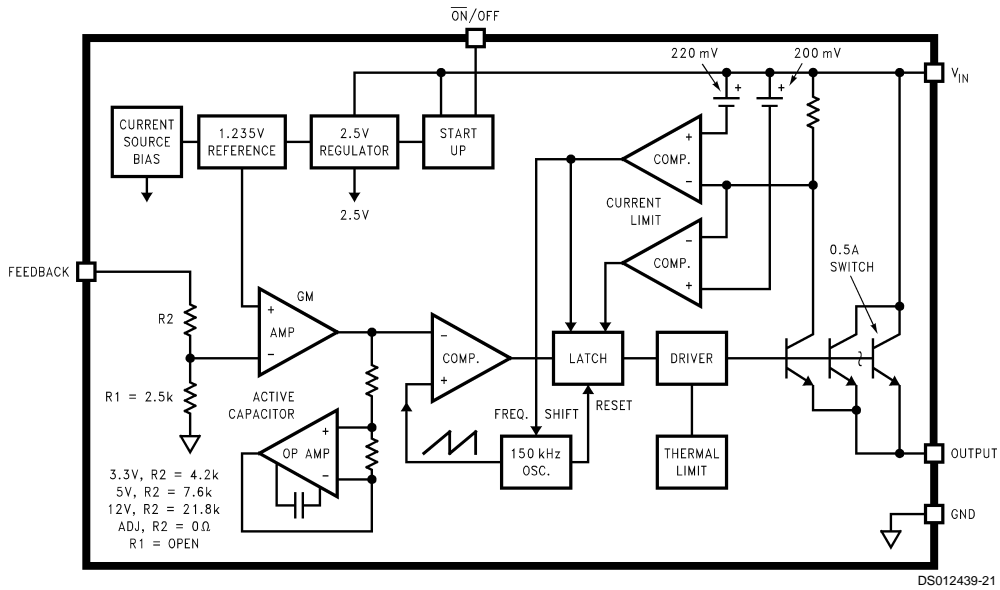 ON/OFF
220 mV
200 mV
+
+
VIN
CURRENT
SOURCE
BIAS
1.235V
REFERENCE
2.5V
REGULATOR
START
UP
2.5V
+
COMP.
−
CURRENT
LIMIT
−
COMP.
+
0.5A
SWITCH
FEEDBACK
R2
R1 = 2.5k
GM
+
AMP
−
−
COMP.
+
LATCH
DRIVER
ACTIVE
CAPACITOR
+
OP AMP
−
FREQ. SHIFT
RESET
150 kHz
OSC.
THERMAL
LIMIT
OUTPUT
GND
3.3V, R2 = 4.2k
5V, R2 = 7.6k
12V, R2 = 21.8k
ADJ, R2 = 0Ω
R1 = OPEN
DS012439-21